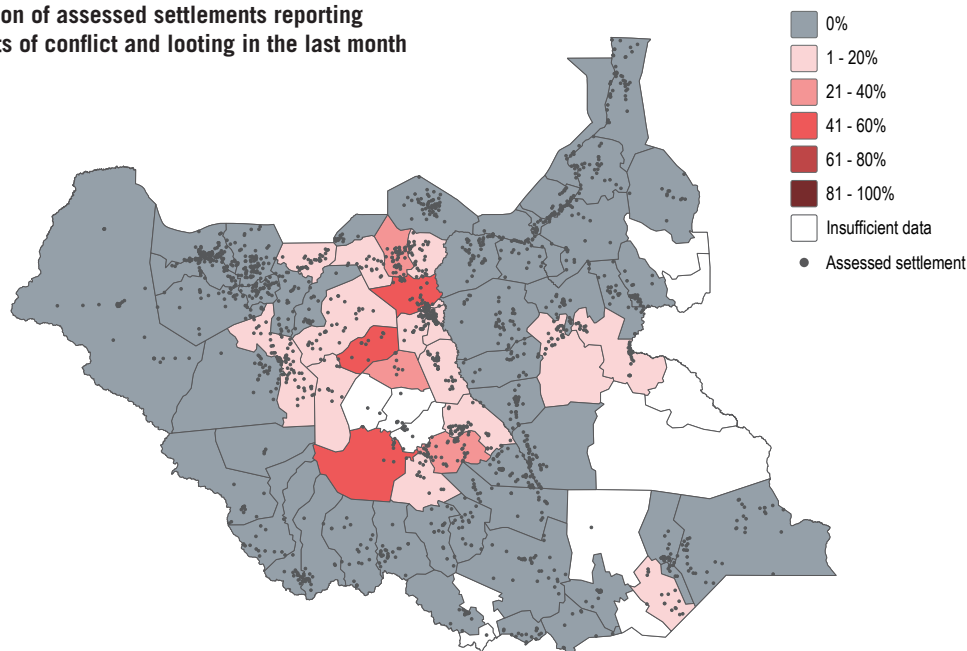 of assessed settlements reporting
of conflict and looting in the last month
0%
1 - 20%
21 - 40%
41 - 60%
61 - 80%
81 - 100%
Insufficient data
Assessed settlement